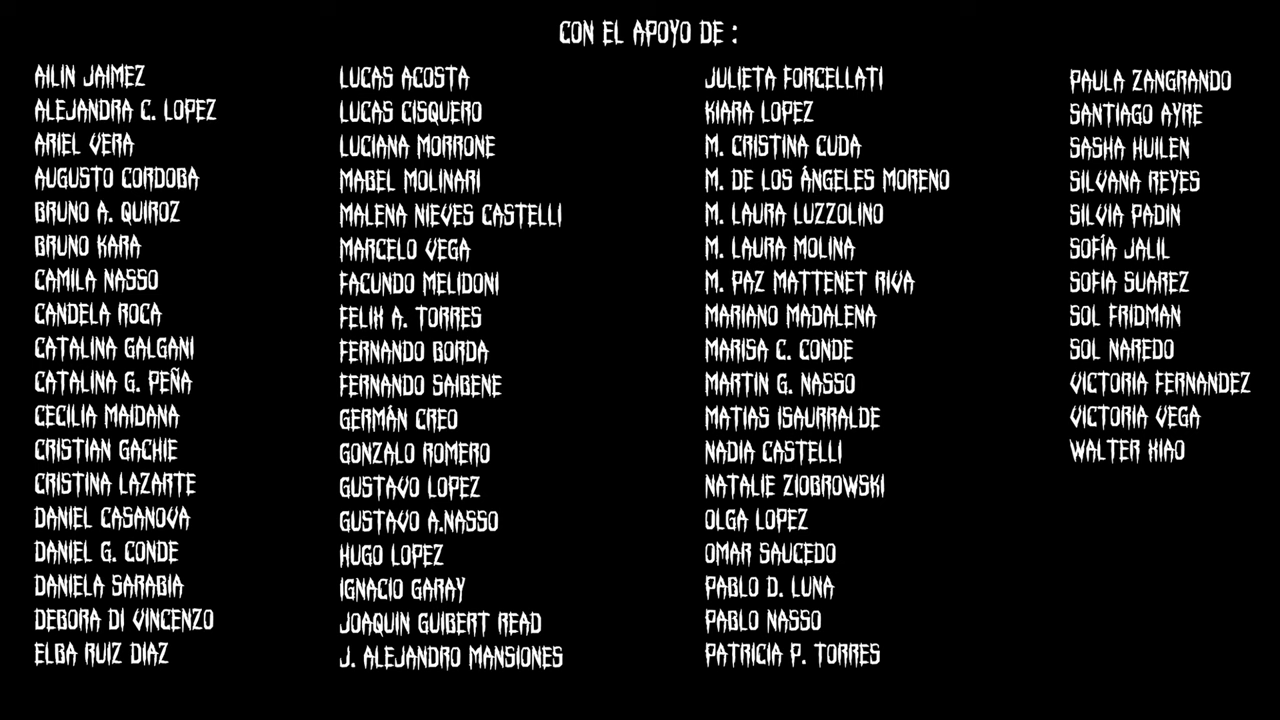 CON EL APOYO DE :
AILIN JAIMEZ
ALEJANDRA C. LOPEZ
ARIEL VERA
AUGUSTO CORDOBA
BRUNO A. QUIROZ
BRUNO KARA
CAMILA NASSO
CANDELA ROCA
CATALINA GALGANI
CATALINA G. PEÑA
CECILIA MAIDANA
CRISTIAN GACHIE
CRISTINA LAZARTE
DANIEL CASANOVA
DANIEL G. CONDE
DANIELA SARABIA
DEBORA DI VINCENZO
ELBA RUIZ DIAZ
LUCAS ACOSTA
LUCAS CISQUERO
LUCIANA MORRONE
MABEL MOLINARI
MALENA NIEVES CASTELLI
MARCELO VEGA
FACUNDO MELIDONI
FELIX A. TORRES
FERNANDO BORDA
FERNANDO SAIBENE
GERMÁN CREO
GONZALO ROMERO
GUSTAVO LOPEZ
GUSTAVO A.NASSO
HUGO LOPEZ
IGNACIO GARAY
JOAQUIN GUIBERT READ
J. ALEJANDRO MANSIONES
JULIETA FORCELLATI
KIARA LOPEZ
M. CRISTINA CUDA
M. DE LOS ÁNGELES MORENO
M. LAURA LUZZOLINO
M. LAURA MOLINA
M. PAZ MATTENET RIVA
MARIANO MADALENA
MARISA C. CONDE
MARTIN G. NASSO
MATIAS ISAURRALDE
NADIA CASTELLI
NATALIE ZIOBROWSKI
OLGA LOPEZ
OMAR SAUCEDO
PABLO D. LUNA
PABLO NASSO
PATRICIA P. TORRES
PAULA ZANGRANDO
SANTIAGO AYRE
SASHA HUILEN
SILVANA REYES
SILVIA PADIN
SOFÍA JALIL
SOFIA SUAREZ
SOL FRIDMAN
SOL NAREDO
VICTORIA FERNANDEZ
VICTORIA VEGA
WALTER XIAO